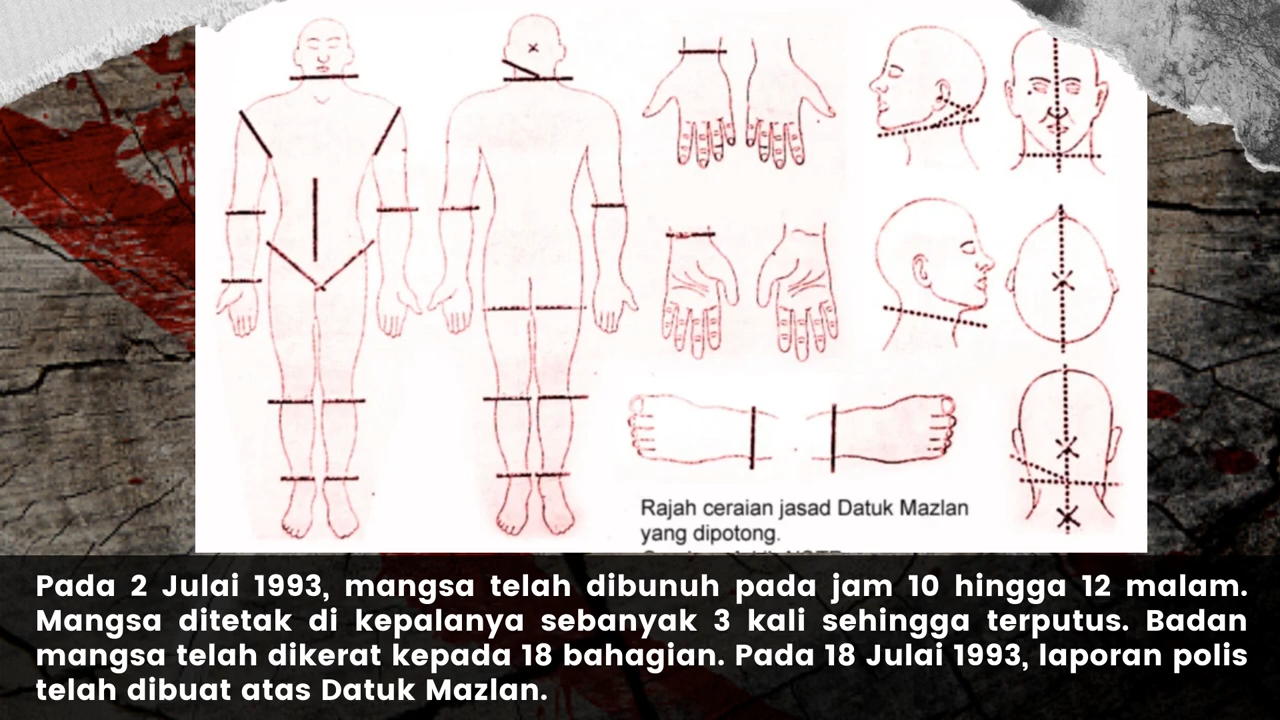 Rajah ceraian jasad Datuk Mazlan
yang dipotong.
Pada 2 Julai 1993, mangsa telah dibunuh pada jam 10 hingga 12 malam.
Mangsa ditetak di kepalanya sebanyak 3 kali sehingga terputus. Badan
mangsa telah dikerat kepada 18 bahagian. Pada 18 Julai 1993, laporan polis
telah dibuat atas Datuk Mazlan.